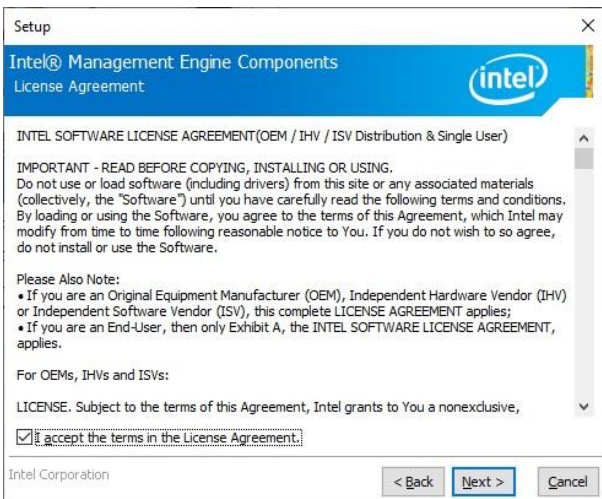 Setup
Intel® Management Engine Components
License Agreement
intel
INTEL SOFTWARE LICENSE AGREEMENT(OEM / IHV / ISV Distribution & Single User)
IMPORTANT - READ BEFORE COPYING, INSTALLING OR USING.
Do not use or load software (including drivers) from this site or any associated materials
(collectively, the "Software") until you have carefully read the following terms and conditions.
By loading or using the Software, you agree to the terms of this Agreement, which Intel may
modify from time to time following reasonable notice to You. If you do not wish to so agree,
do not install or use the Software.
Please Also Note:
• If you are an Original Equipment Manufacturer (OEM), Independent Hardware Vendor (IHV)
or Independent Software Vendor (ISV), this complete LICENSE AGREEMENT applies;
• If you are an End-User, then only Exhibit A, the INTEL SOFTWARE LICENSE AGREEMENT,
applies.
For OEMs, IHVs and ISVs:
LICENSE. Subject to the terms of this Agreement, Intel grants to You a nonexclusive,
I accept the terms in the License Agreement.
Intel Corporation
< Back Next > Cancel